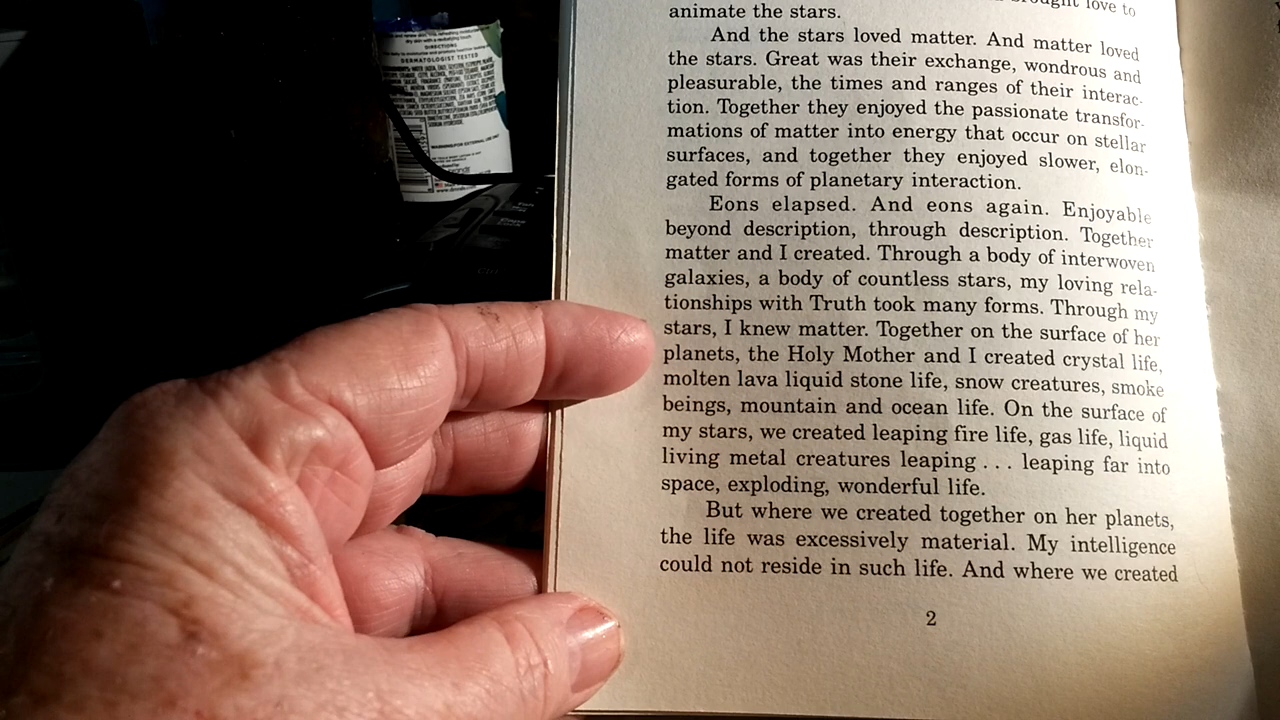 DIRECTIONS
DERMATOLOGIST TESTED
love to
animate the stars.
And the stars loved matter. And matter loved
the stars. Great was their exchange, wondrous and
pleasurable, the times and ranges of their interac-
tion. Together they enjoyed the passionate transfor-
mations of matter into energy that occur on stellar
surfaces, and together they enjoyed slower, elon-
gated forms of planetary interaction.
Eons elapsed. And eons again. Enjoyable
beyond description, through description. Together
matter and I created. Through a body of interwoven
galaxies, a body of countless stars, my loving rela-
tionships with Truth took many forms. Through my
stars, I knew matter. Together on the surface of her
planets, the Holy Mother and I created crystal life,
molten lava liquid stone life, snow creatures, smoke
beings, mountain and ocean life. On the surface of
my stars, we created leaping fire life, gas life, liquid
living metal creatures leaping . . . leaping far into
space, exploding, wonderful life.
But where we created together on her planets,
the life was excessively material. My intelligence
could not reside in such life. And where we created
2